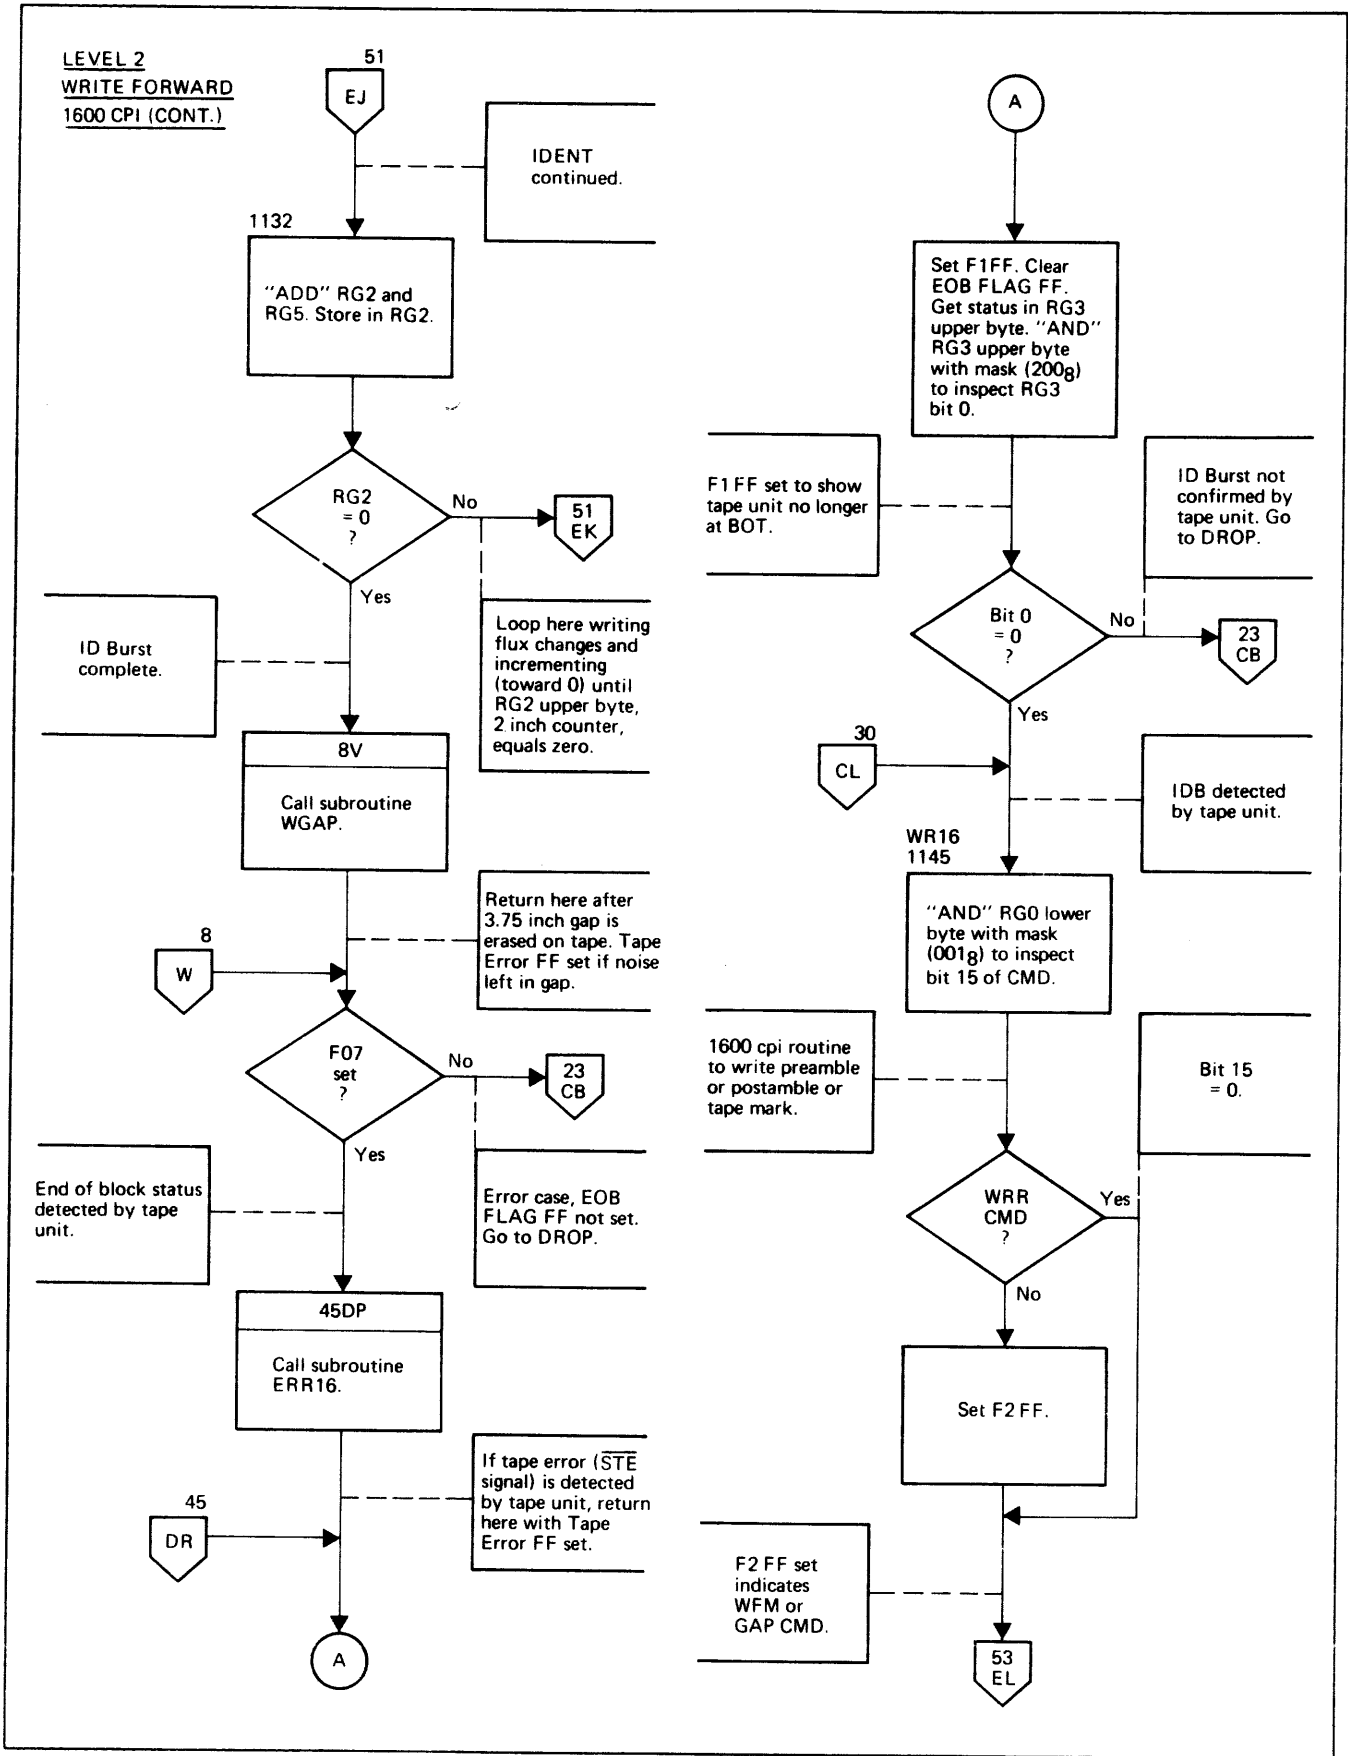 LEVEL 2
WRITE FORWARD
1600 CPI (CONT.)
51
EJ
IDENT
continued.
1132
"ADD" RG2 and
RG5. Store in RG2.
RG2
= 0
?
No
51
EK
Yes
Loop here writing
flux changes and
incrementing
(toward 0) until
RG2 upper byte,
2 inch counter,
equals zero.
ID Burst
complete.
8V
Call subroutine
WGAP.
Return here after
3.75 inch gap is
erased on tape. Tape
Error FF set if noise
left in gap.
8
W
F07
set
?
No
23
CB
Yes
Error case, EOB
FLAG FF not set.
Go to DROP.
End of block status
detected by tape
unit.
45DP
Call subroutine
ERR16.
If tape error (S̅T̅E̅
signal) is detected
by tape unit, return
here with Tape
Error FF set.
45
DR
A
A
Set F1FF. Clear
EOB FLAG FF.
Get status in RG3
upper byte. "AND"
RG3 upper byte
with mask (200₈)
to inspect RG3
bit 0.
F1 FF set to show
tape unit no longer
at BOT.
ID Burst not
confirmed by
tape unit. Go
to DROP.
Bit 0
= 0
?
No
23
CB
Yes
30
CL
IDB detected
by tape unit.
WR16
1145
"AND" RG0 lower
byte with mask
(001₈) to inspect
bit 15 of CMD.
1600 cpi routine
to write preamble
or postamble or
tape mark.
Bit 15
= 0.
WRR
CMD
?
Yes
No
Set F2 FF.
F2 FF set
indicates
WFM or
GAP CMD.
53
EL